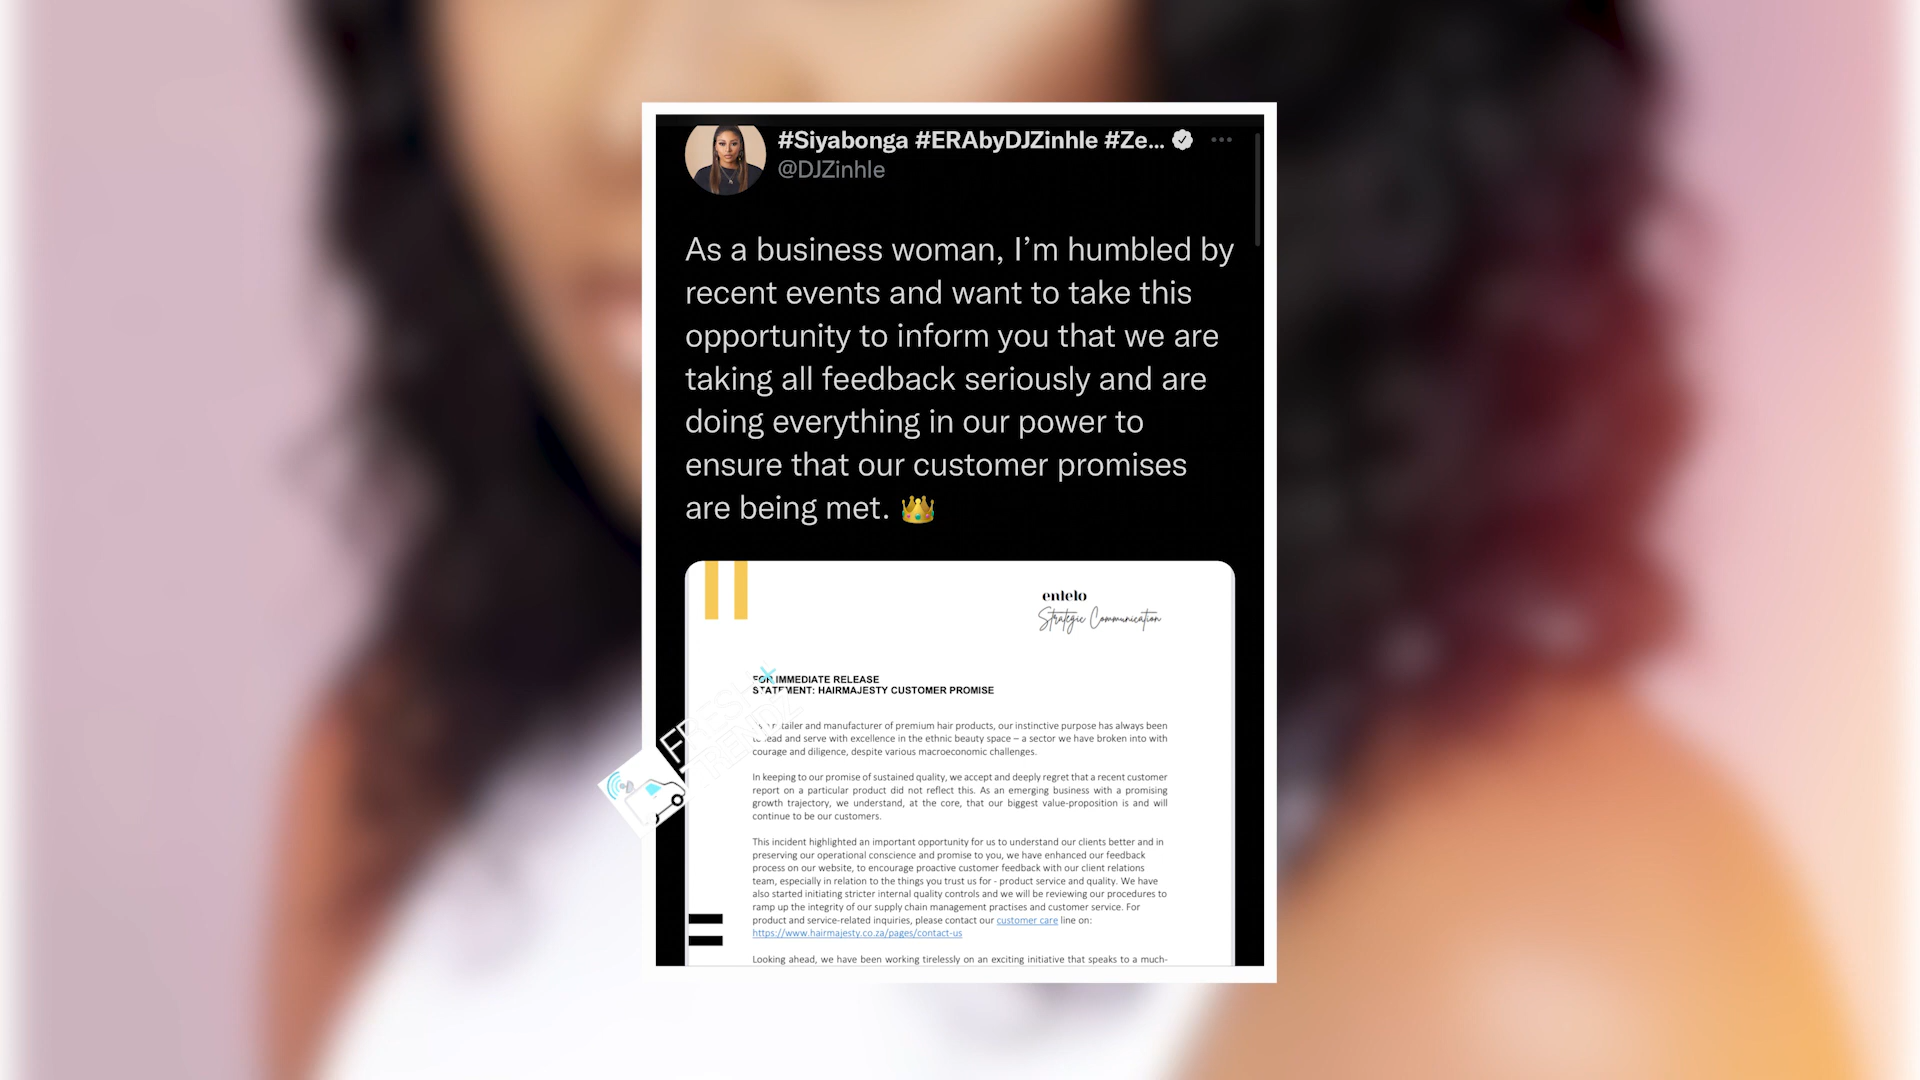 #Siyabonga #ERAbyDJZinhle #Ze...
@DJZinhle
As a business woman, I’m humbled by
recent events and want to take this
opportunity to inform you that we are
taking all feedback seriously and are
doing everything in our power to
ensure that our customer promises
are being met. 👑
enlelo
Strategic Communication
FOR IMMEDIATE RELEASE
STATEMENT: HAIRMAJESTY CUSTOMER PROMISE
retailer and manufacturer of premium hair products, our instinctive purpose has always been
to lead and serve with excellence in the ethnic beauty space – a sector we have broken into with
courage and diligence, despite various macroeconomic challenges.
In keeping to our promise of sustained quality, we accept and deeply regret that a recent customer
report on a particular product did not reflect this. As an emerging business with a promising
growth trajectory, we understand, at the core, that our biggest value-proposition is and will
continue to be our customers.
This incident highlighted an important opportunity for us to understand our clients better and in
preserving our operational conscience and promise to you, we have enhanced our feedback
process on our website, to encourage proactive customer feedback with our client relations
team, especially in relation to the things you trust us for - product service and quality. We have
also started initiating stricter internal quality controls and we will be reviewing our procedures to
ramp up the integrity of our supply chain management practises and customer service. For
product and service-related inquiries, please contact our customer care line on:
https://www.hairmajesty.co.za/pages/contact-us
Looking ahead, we have been working tirelessly on an exciting initiative that speaks to a much-
FRESH
TRENDZ